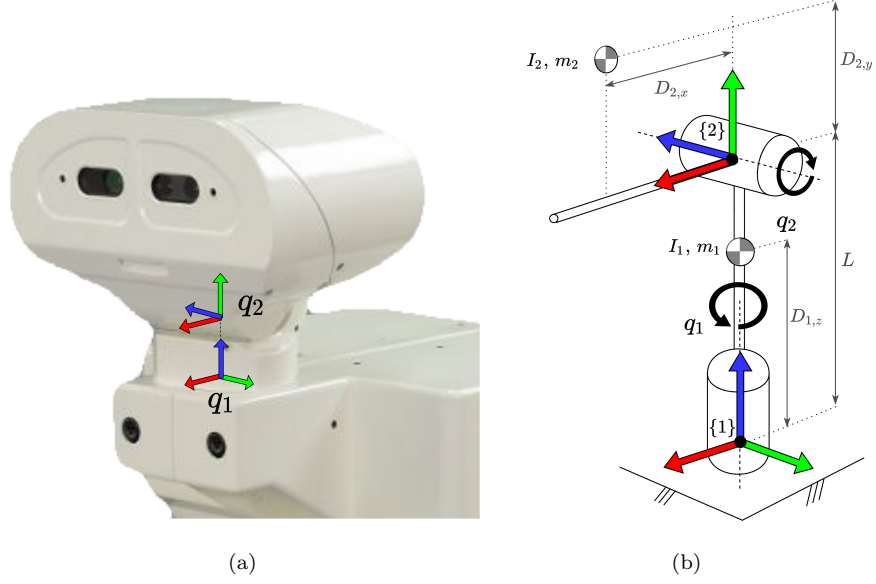 q₂
q₁
(a)
I₂, m₂
D₂,ₓ
D₂,y
{2}
q₂
I₁, m₁
L
q₁
D₁,z
{1}
(b)